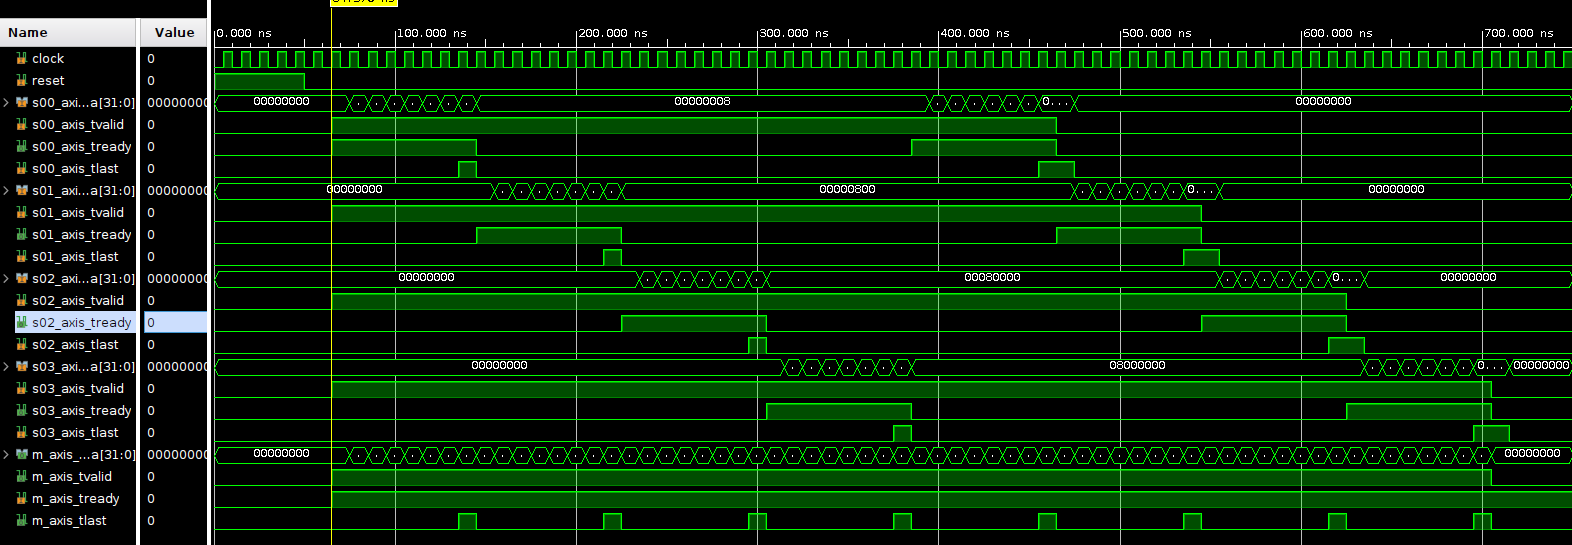 Name Value
0.000 ns 100.000 ns 200.000 ns 300.000 ns 400.000 ns 500.000 ns 600.000 ns 700.000 ns
clock 0
reset 0
s00_axi...a[31:0] 00000000 00000000 00000008 0... 00000000
s00_axis_tvalid 0
s00_axis_tready 0
s00_axis_tlast 0
s01_axi...a[31:0] 00000000 00000000 00000800 0... 00000000
s01_axis_tvalid 0
s01_axis_tready 0
s01_axis_tlast 0
s02_axi...a[31:0] 00000000 00000000 00080000 0... 00000000
s02_axis_tvalid 0
s02_axis_tready 0
s02_axis_tlast 0
s03_axi...a[31:0] 00000000 00000000 08000000 0... 00000000
s03_axis_tvalid 0
s03_axis_tready 0
s03_axis_tlast 0
m_axis_...a[31:0] 00000000 00000000 00000000
m_axis_tvalid 0
m_axis_tready 0
m_axis_tlast 0